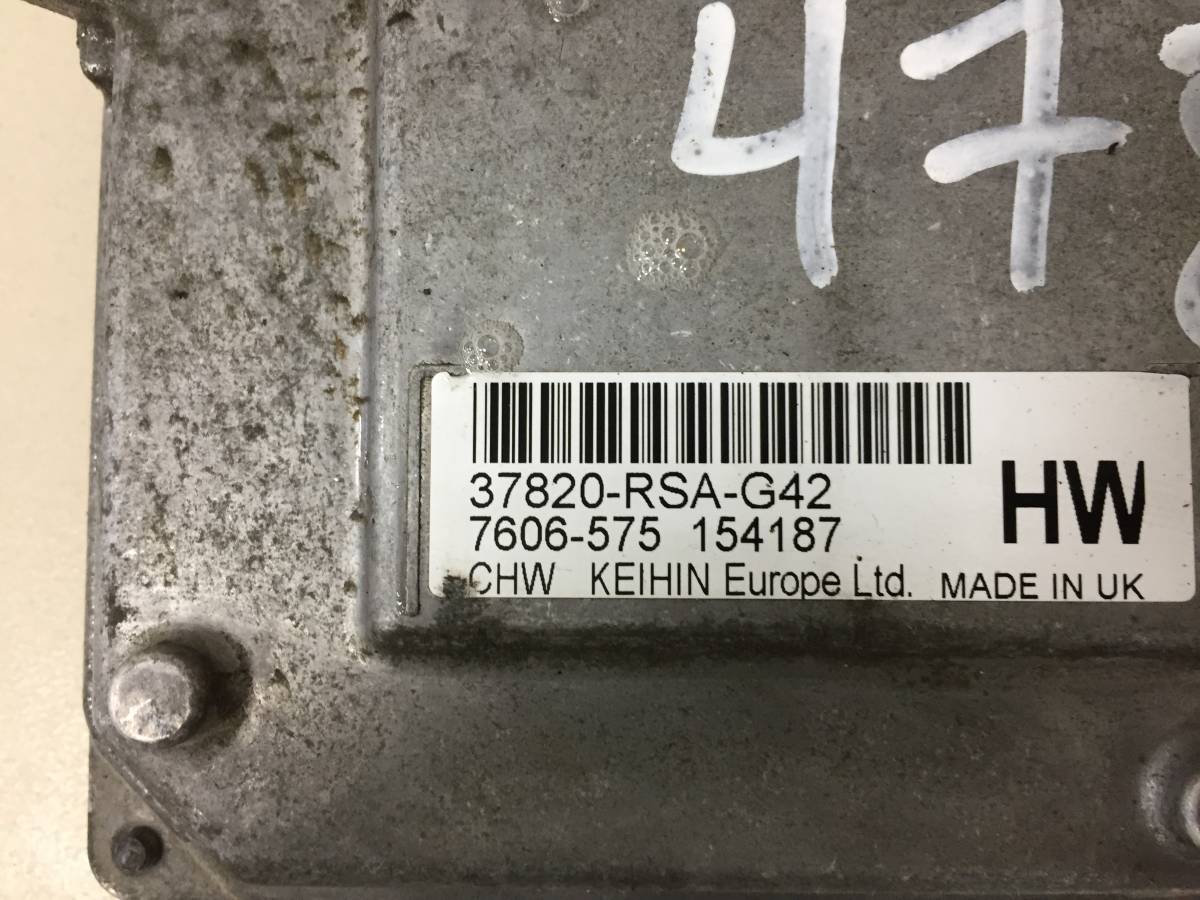 47
37820-RSA-G42
7606-575 154187
HW
CHW KEIHIN Europe Ltd. MADE IN UK